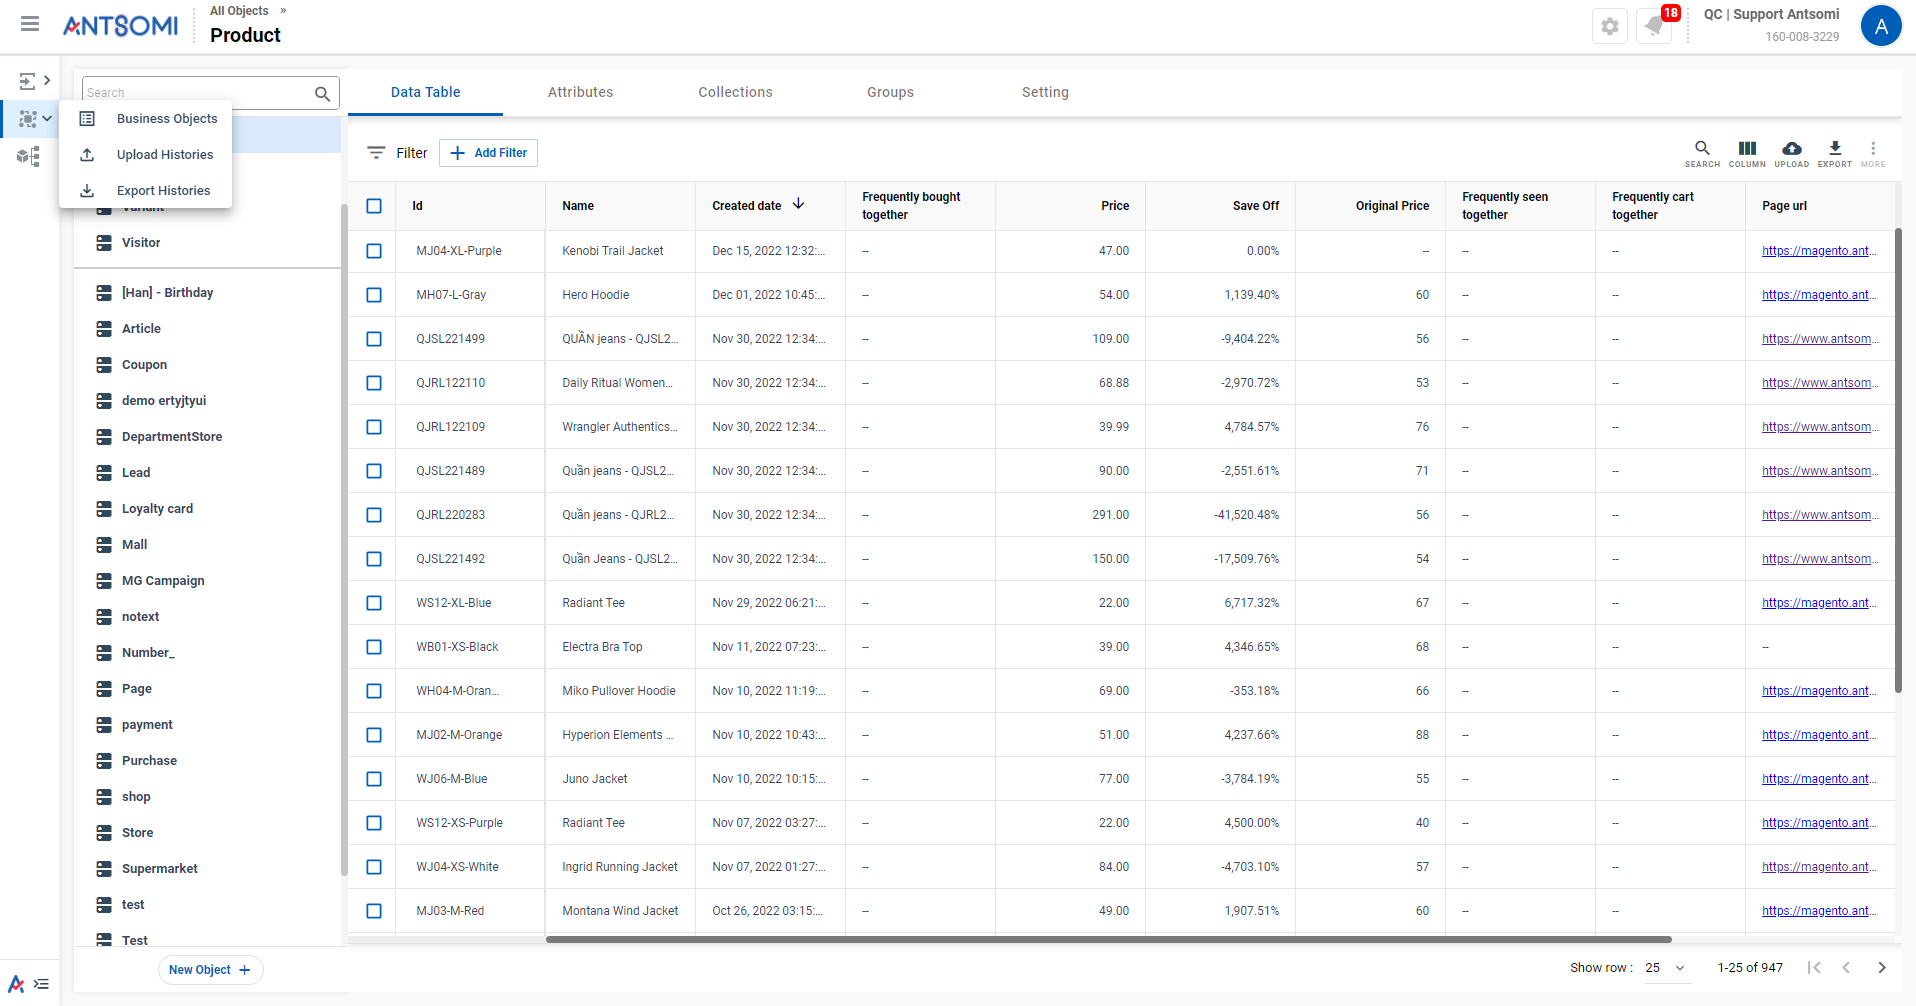 ANTSOMI
All Objects »
Product
18
QC | Support Antsomi
160-008-3229
A
Search
Business Objects
Upload Histories
Export Histories
Variant
Visitor
[Han] - Birthday
Article
Coupon
demo ertyjtyui
DepartmentStore
Lead
Loyalty card
Mall
MG Campaign
notext
Number_
Page
payment
Purchase
shop
Store
Supermarket
test
Test
New Object +
Data Table Attributes Collections Groups Setting
Filter + Add Filter
SEARCH COLUMN UPLOAD EXPORT MORE
Id Name Created date Frequently bought together Price Save Off Original Price Frequently seen together Frequently cart together Page url
MJ04-XL-Purple Kenobi Trail Jacket Dec 15, 2022 12:32:... -- 47.00 0.00% -- -- -- https://magento.ant...
MH07-L-Gray Hero Hoodie Dec 01, 2022 10:45:... -- 54.00 1,139.40% 60 -- -- https://magento.ant...
QJSL221499 QUẦN jeans - QJSL2... Nov 30, 2022 12:34:... -- 109.00 -9,404.22% 56 -- -- https://www.antsom...
QJRL122110 Daily Ritual Women... Nov 30, 2022 12:34:... -- 68.88 -2,970.72% 53 -- -- https://www.antsom...
QJRL122109 Wrangler Authentics... Nov 30, 2022 12:34:... -- 39.99 4,784.57% 76 -- -- https://www.antsom...
QJSL221489 Quần jeans - QJSL2... Nov 30, 2022 12:34:... -- 90.00 -2,551.61% 71 -- -- https://www.antsom...
QJRL220283 Quần jeans - QJRL2... Nov 30, 2022 12:34:... -- 291.00 -41,520.48% 56 -- -- https://www.antsom...
QJSL221492 Quần Jeans - QJSL2... Nov 30, 2022 12:34:... -- 150.00 -17,509.76% 54 -- -- https://www.antsom...
WS12-XL-Blue Radiant Tee Nov 29, 2022 06:21:... -- 22.00 6,717.32% 67 -- -- https://magento.ant...
WB01-XS-Black Electra Bra Top Nov 11, 2022 07:23:... -- 39.00 4,346.65% 68 -- -- --
WH04-M-Oran... Miko Pullover Hoodie Nov 10, 2022 11:19:... -- 69.00 -353.18% 66 -- -- https://magento.ant...
MJ02-M-Orange Hyperion Elements ... Nov 10, 2022 10:43:... -- 51.00 4,237.66% 88 -- -- https://magento.ant...
WJ06-M-Blue Juno Jacket Nov 10, 2022 10:15:... -- 77.00 -3,784.19% 55 -- -- https://magento.ant...
WS12-XS-Purple Radiant Tee Nov 07, 2022 03:27:... -- 22.00 4,500.00% 40 -- -- https://magento.ant...
WJ04-XS-White Ingrid Running Jacket Nov 07, 2022 01:27:... -- 84.00 -4,703.10% 57 -- -- https://magento.ant...
MJ03-M-Red Montana Wind Jacket Oct 26, 2022 03:15:... -- 49.00 1,907.51% 60 -- -- https://magento.ant...
Show row : 25 1-25 of 947